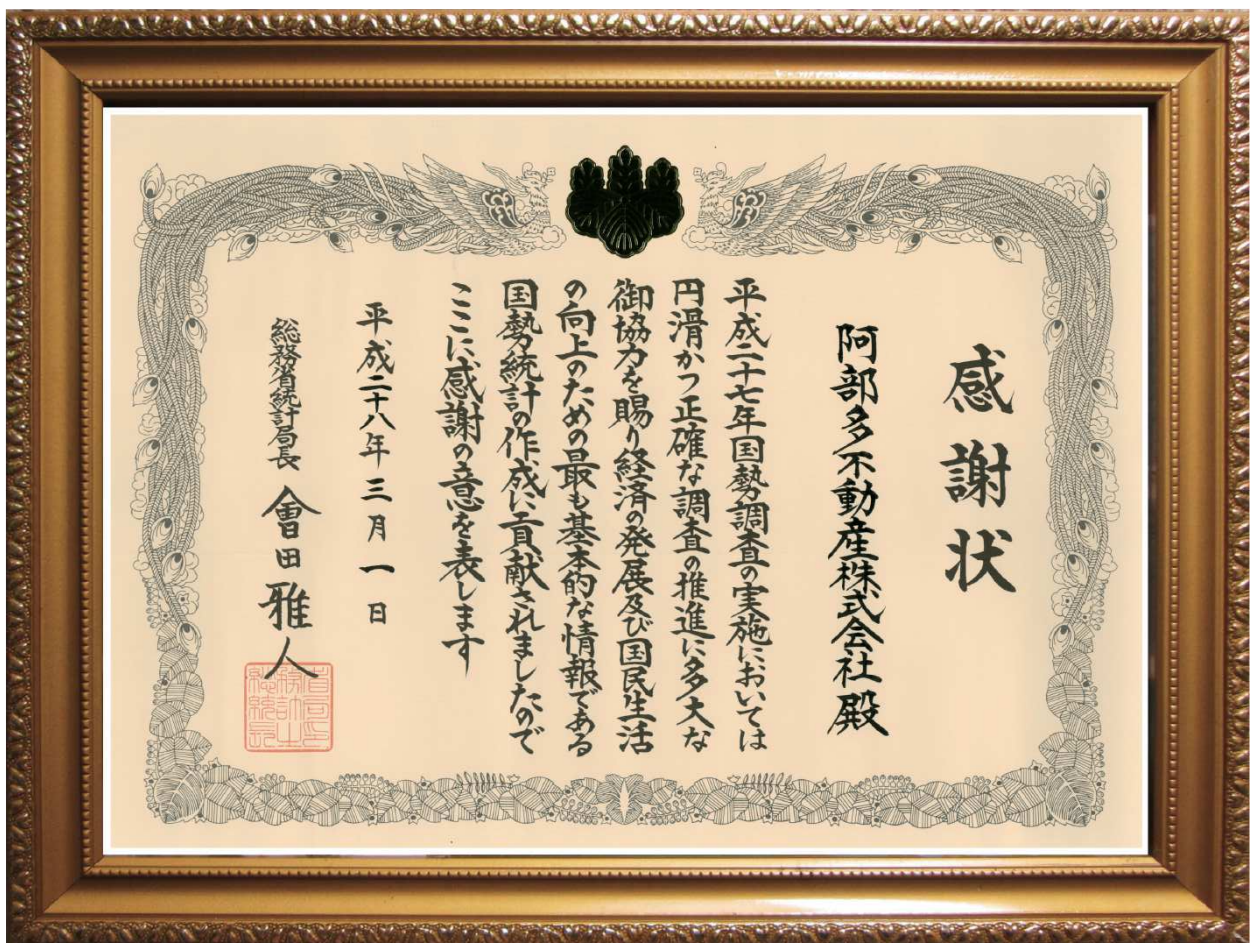 感謝状
阿部多不動産株式会社殿
平成二十七年国勢調査の実施においては
円滑かつ正確な調査の推進に多大な
御協力を賜り経済の発展及び国民生活
の向上のための最も基本的な情報である
国勢統計の作成に貢献されましたので
ここに感謝の意を表します
平成二十八年三月一日
総務省統計局長 會田雅人